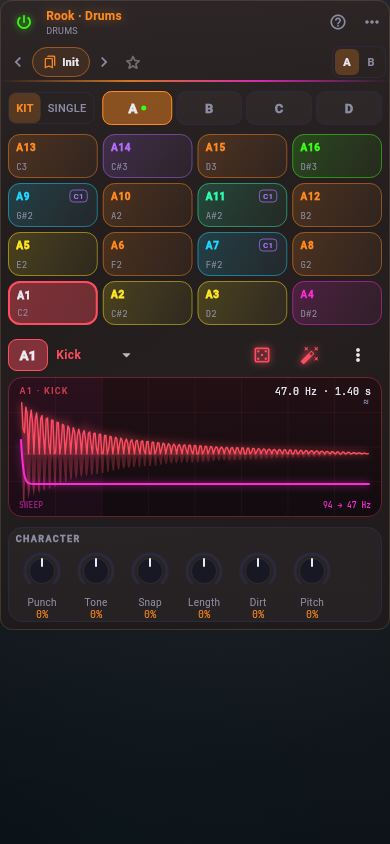 Rook · Drums
DRUMS
Init
A B
KIT SINGLE A B C D
A13 A14 A15 A16
C3 C#3 D3 D#3
A9 C1 A10 A11 C1 A12
G#2 A2 A#2 B2
A5 A6 A7 C1 A8
E2 F2 F#2 G2
A1 A2 A3 A4
C2 C#2 D2 D#2
A1 Kick
A1 · KICK 47.0 Hz · 1.40 s
≈
SWEEP 94 → 47 Hz
CHARACTER
Punch Tone Snap Length Dirt Pitch
0% 0% 0% 0% 0% 0%